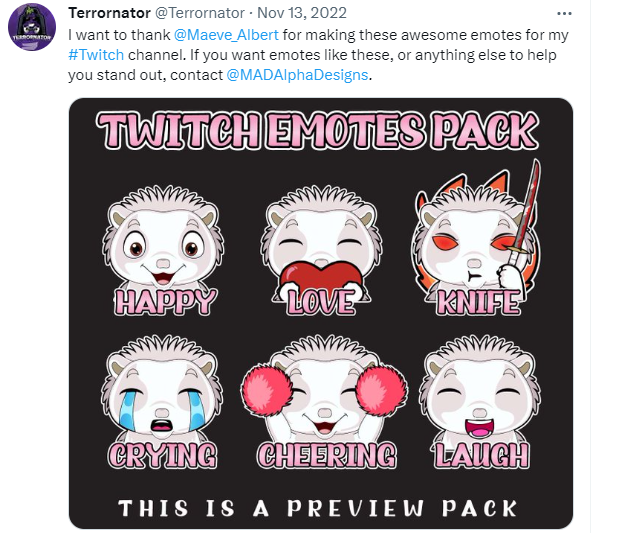 Terrornator @Terrornator · Nov 13, 2022
I want to thank @Maeve_Albert for making these awesome emotes for my
#Twitch channel. If you want emotes like these, or anything else to help
you stand out, contact @MADAlphaDesigns.
TERRORNATOR
TWITCH EMOTES PACK
HAPPY LOVE KNIFE
CRYING CHEERING LAUGH
THIS IS A PREVIEW PACK